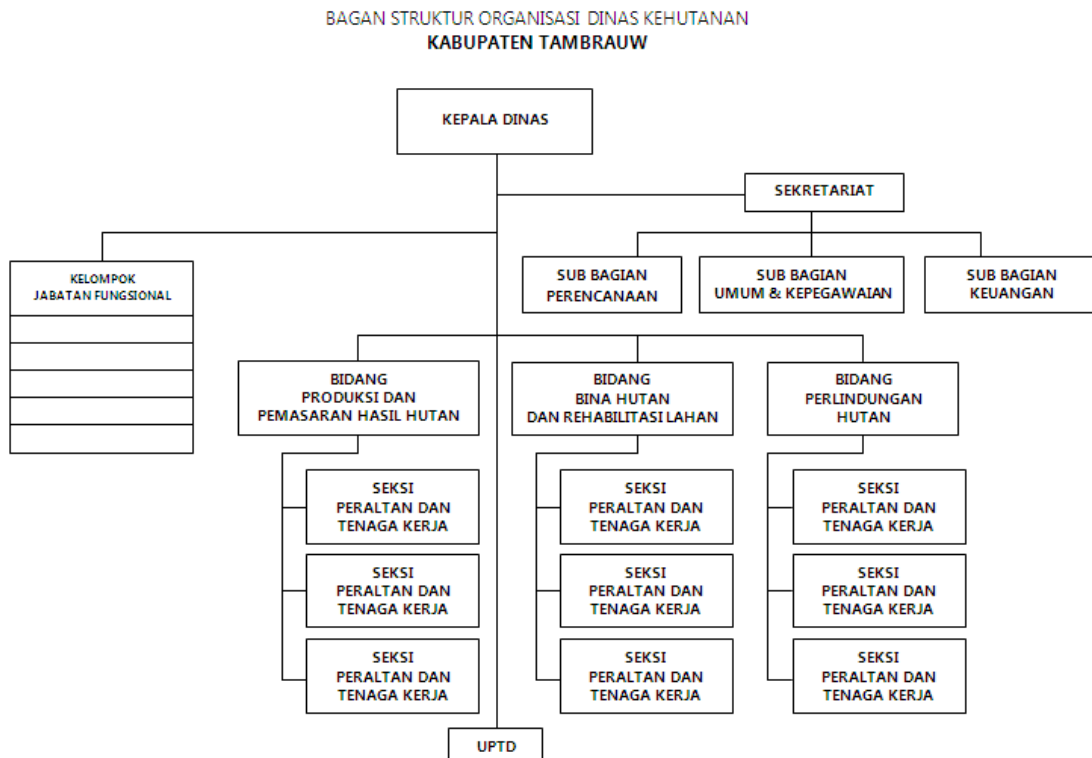 BAGAN STRUKTUR ORGANISASI DINAS KEHUTANAN
KABUPATEN TAMBRAUW
KEPALA DINAS
SEKRETARIAT
KELOMPOK
JABATAN FUNGSIONAL
SUB BAGIAN
PERENCANAAN
SUB BAGIAN
UMUM & KEPEGAWAIAN
SUB BAGIAN
KEUANGAN
BIDANG
PRODUKSI DAN
PEMASARAN HASIL HUTAN
BIDANG
BINA HUTAN
DAN REHABILITASI LAHAN
BIDANG
PERLINDUNGAN
HUTAN
SEKSI
PERALTAN DAN
TENAGA KERJA
SEKSI
PERALTAN DAN
TENAGA KERJA
SEKSI
PERALTAN DAN
TENAGA KERJA
SEKSI
PERALTAN DAN
TENAGA KERJA
SEKSI
PERALTAN DAN
TENAGA KERJA
SEKSI
PERALTAN DAN
TENAGA KERJA
SEKSI
PERALTAN DAN
TENAGA KERJA
SEKSI
PERALTAN DAN
TENAGA KERJA
SEKSI
PERALTAN DAN
TENAGA KERJA
UPTD